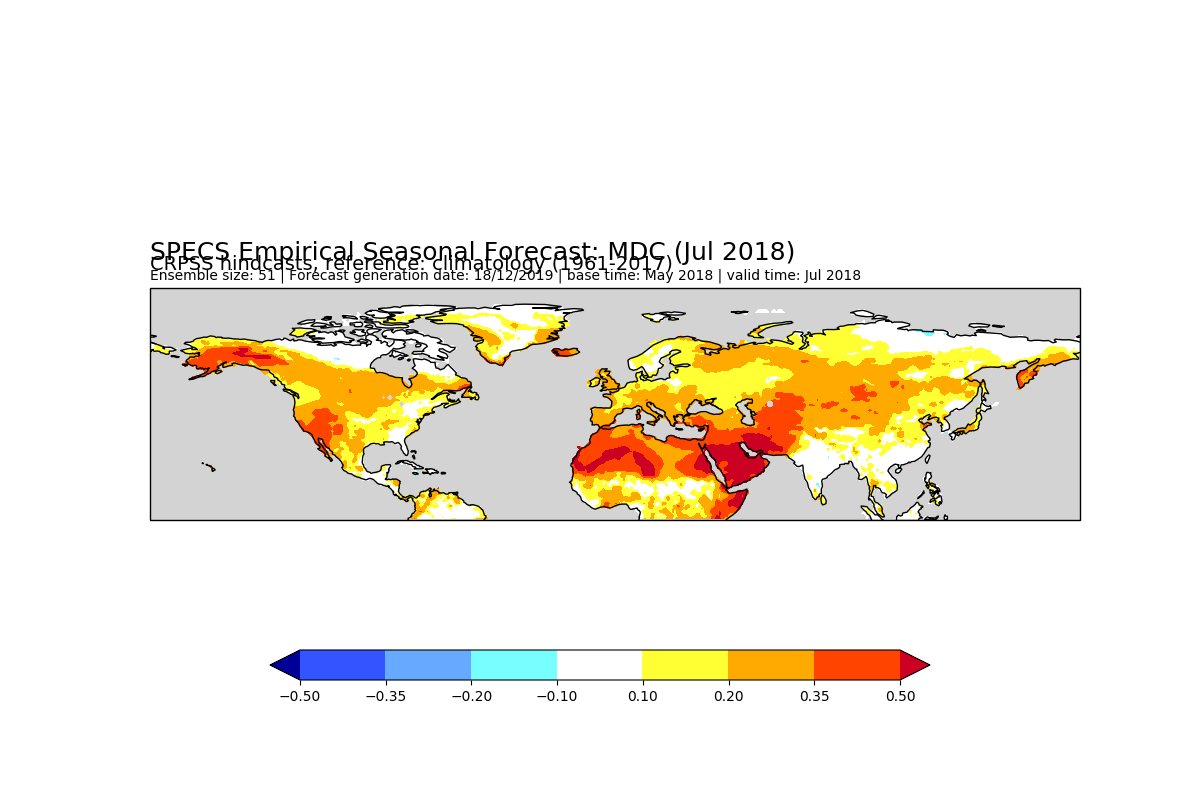 SPECS Empirical Seasonal Forecast: MDC (Jul 2018)
CRPSS hindcasts, reference: climatology (1961-2017)
Ensemble size: 51 | Forecast generation date: 18/12/2019 | base time: May 2018 | valid time: Jul 2018
−0.50 −0.35 −0.20 −0.10 0.10 0.20 0.35 0.50